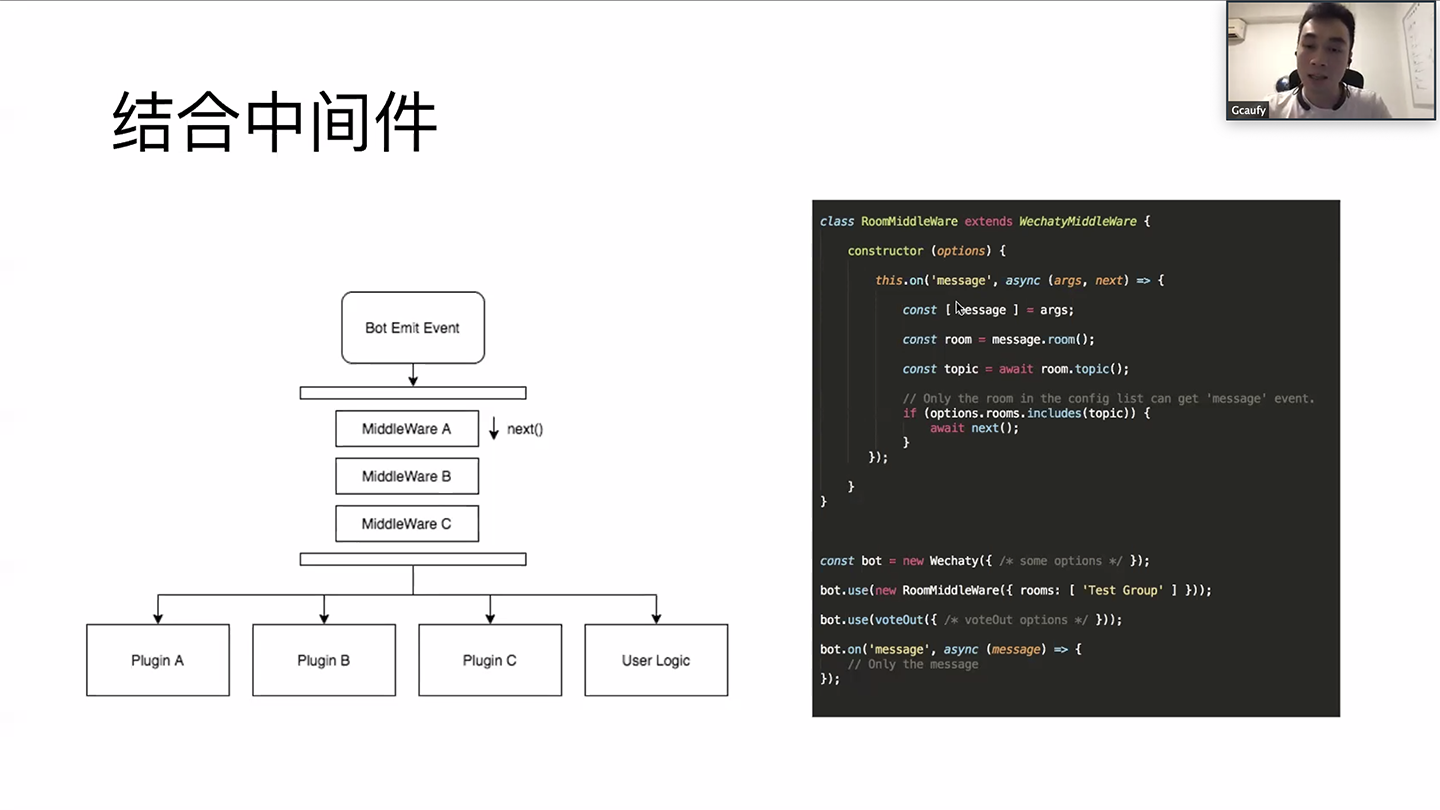 结合中间件
Gcaufy
Bot Emit Event
MiddleWare A
next()
MiddleWare B
MiddleWare C
Plugin A
Plugin B
Plugin C
User Logic
class RoomMiddleWare extends WechatyMiddleWare {
constructor (options) {
this.on('message', async (args, next) => {
const [ message ] = args;
const room = message.room();
const topic = await room.topic();
// Only the room in the config list can get 'message' event.
if (options.rooms.includes(topic)) {
await next();
}
});
}
}
const bot = new Wechaty({ /* some options */ });
bot.use(new RoomMiddleWare({ rooms: [ 'Test Group' ] }));
bot.use(voteOut({ /* voteOut options */ }));
bot.on('message', async (message) => {
// Only the message
});